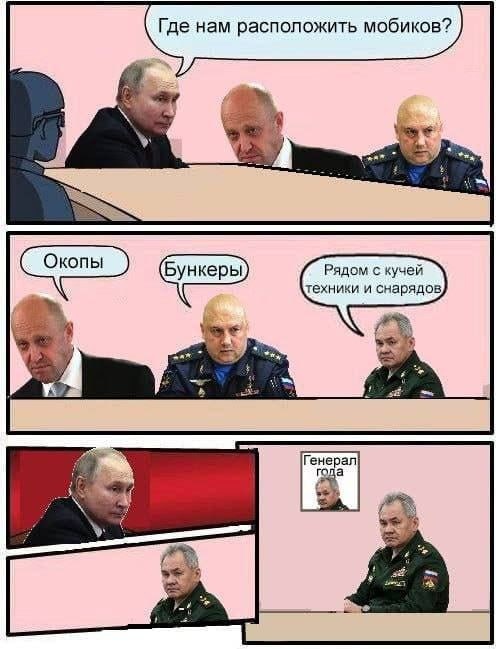 Где нам расположить мобиков?
Окопы
Бункеры
Рядом с кучей
техники и снарядов
Генерал
года